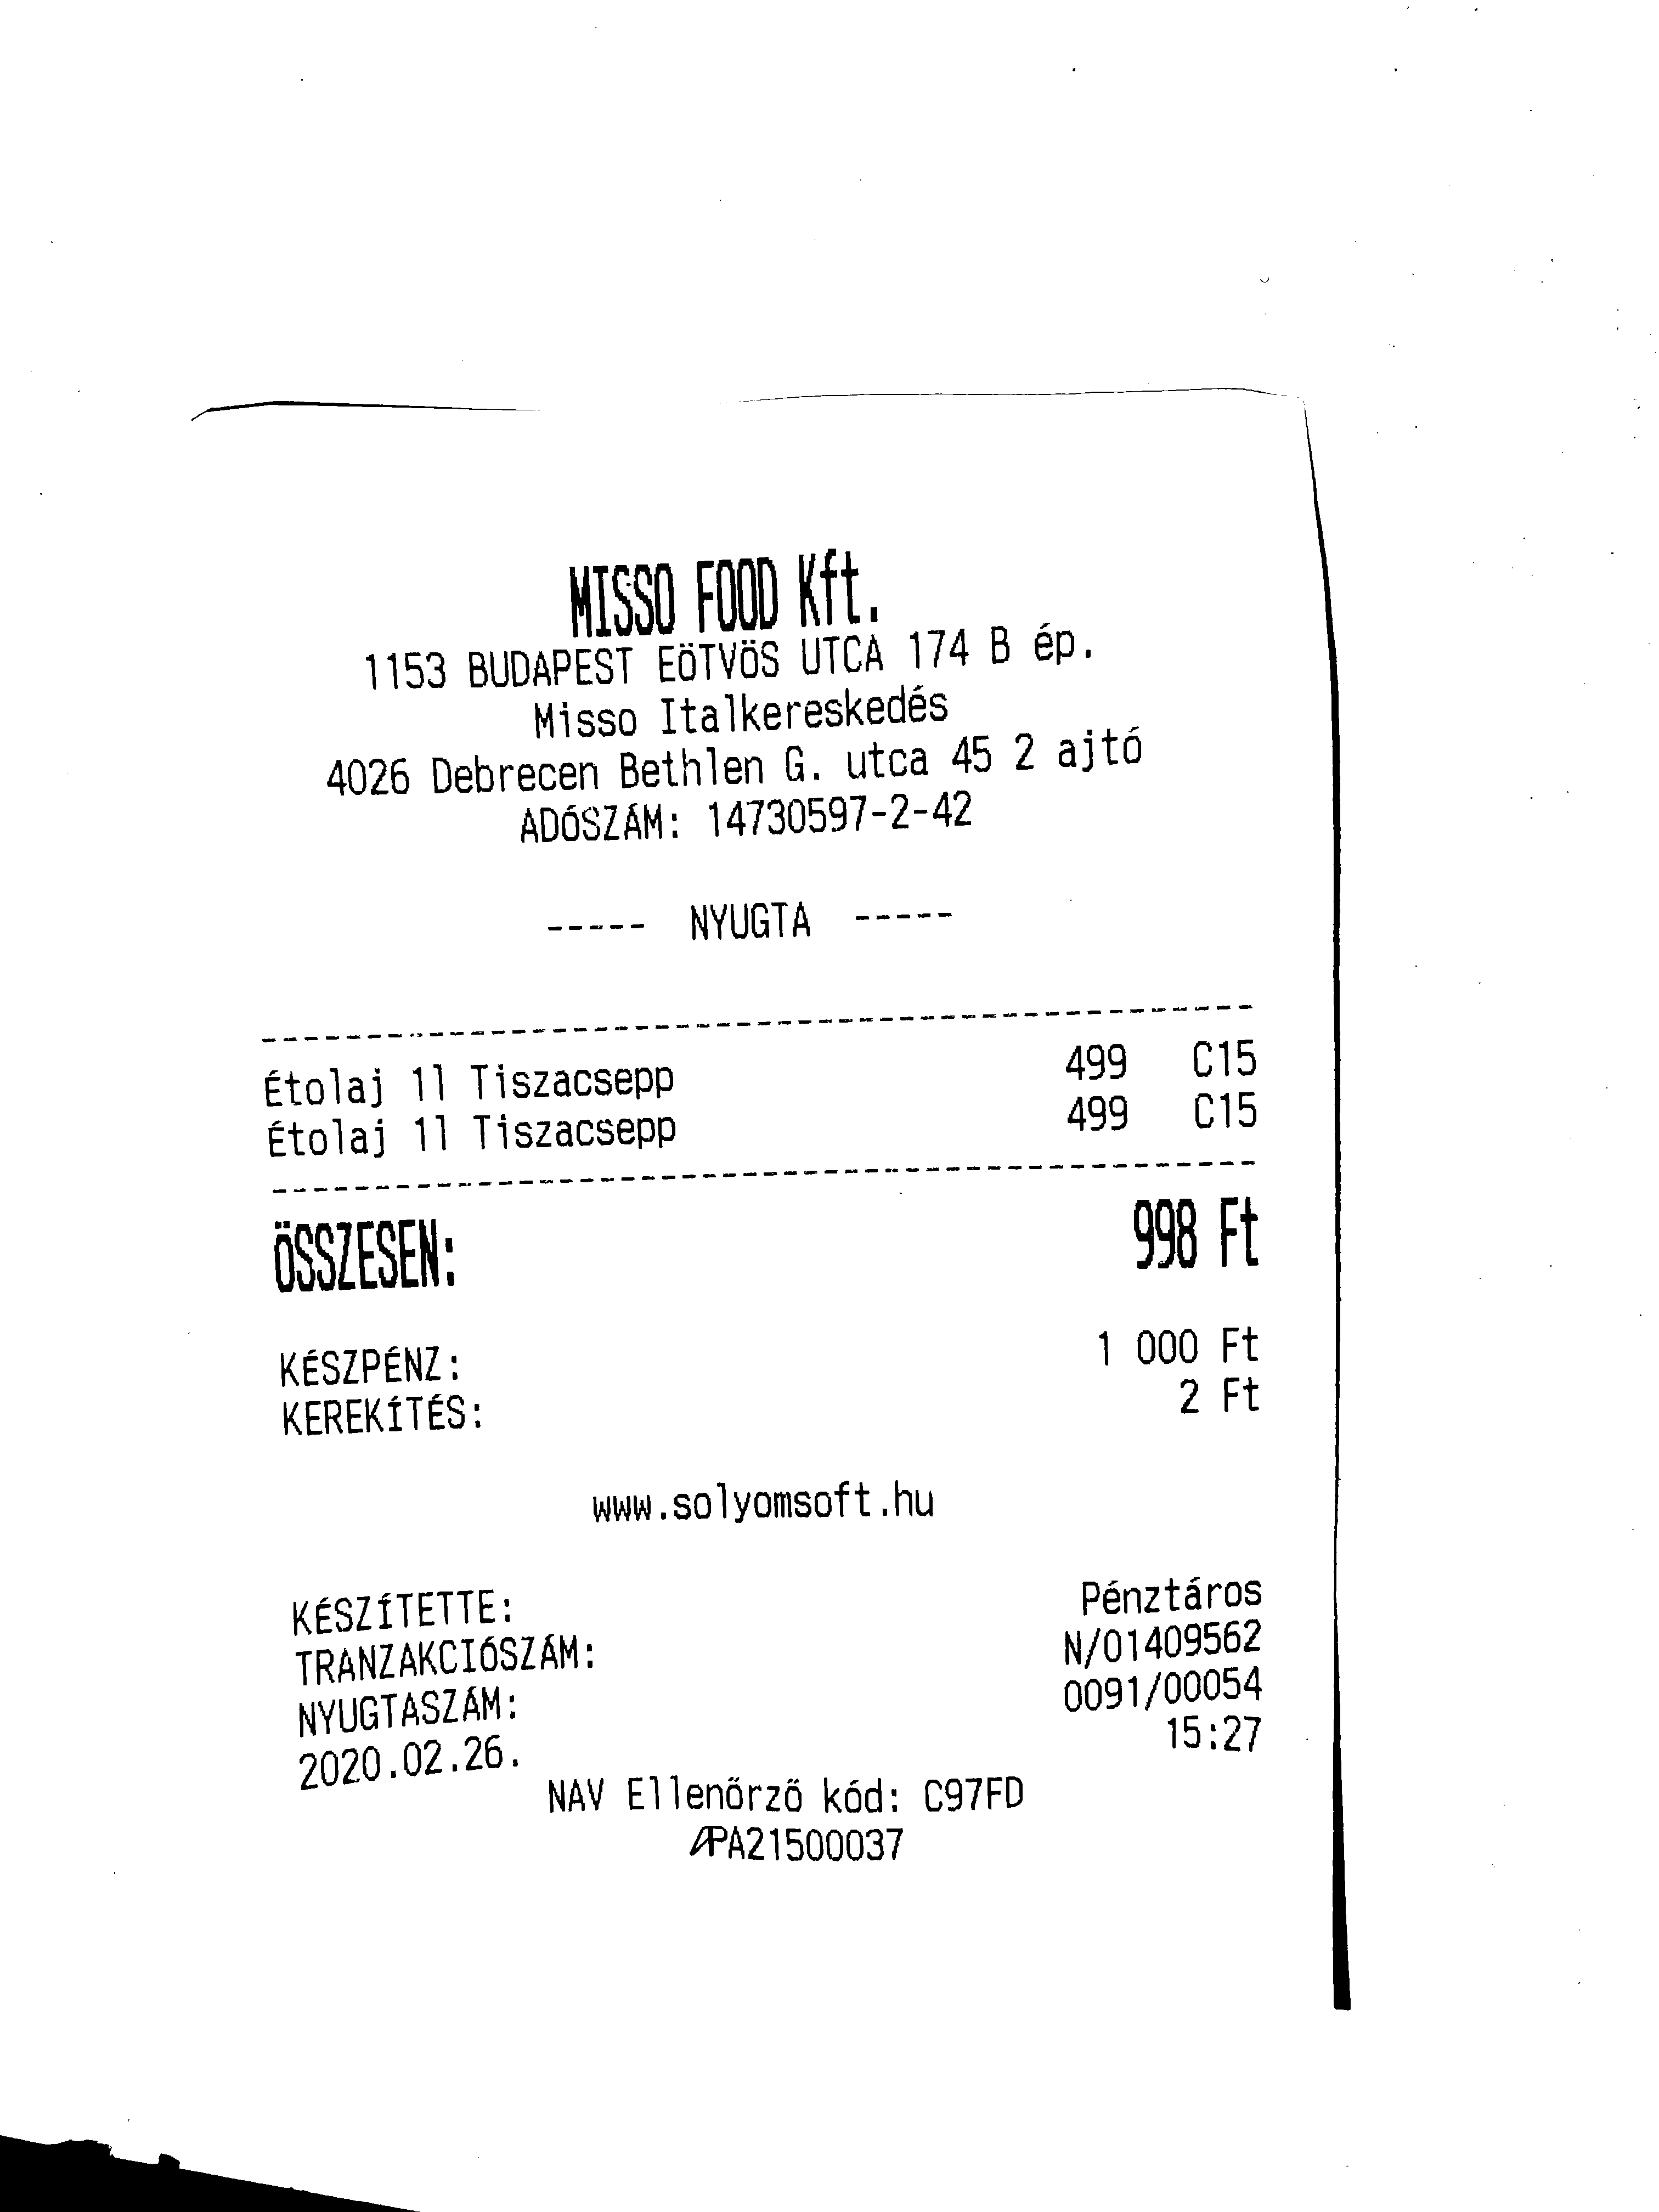 MISSO FOOD Kft.
1153 BUDAPEST EÖTVÖS UTCA 174 B ép.
Misso Italkereskedés
4026 Debrecen Bethlen G. utca 45 2 ajtó
ADÓSZÁM: 14730597-2-42
----- NYUGTA -----
------------------------------------------------
Étolaj 1l Tiszacsepp 499 C15
Étolaj 1l Tiszacsepp 499 C15
------------------------------------------------
ÖSSZESEN: 998 Ft
KÉSZPÉNZ: 1 000 Ft
KEREKÍTÉS: 2 Ft
www.solyomsoft.hu
KÉSZÍTETTE: Pénztáros
TRANZAKCIÓSZÁM: N/01409562
NYUGTASZÁM: 0091/00054
2020.02.26. 15:27
NAV Ellenőrző kód: C97FD
PA21500037